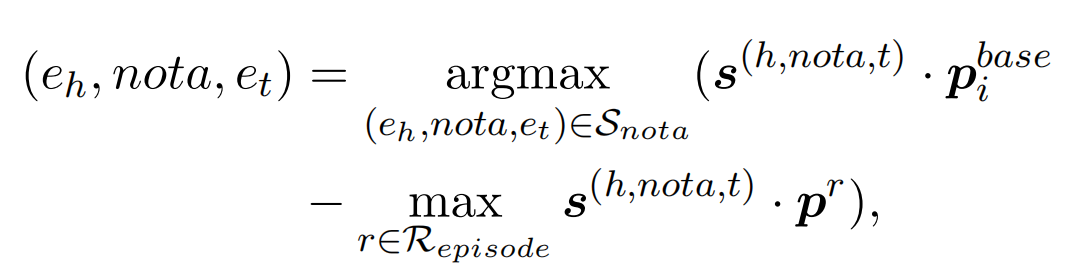 (e_h, nota, e_t) = argmax_{(e_h,nota,e_t)∈𝒮_{nota}} (𝒔^{(h,nota,t)} · 𝒑_i^{base}
− max_{r∈ℛ_{episode}} 𝒔^{(h,nota,t)} · 𝒑^r),